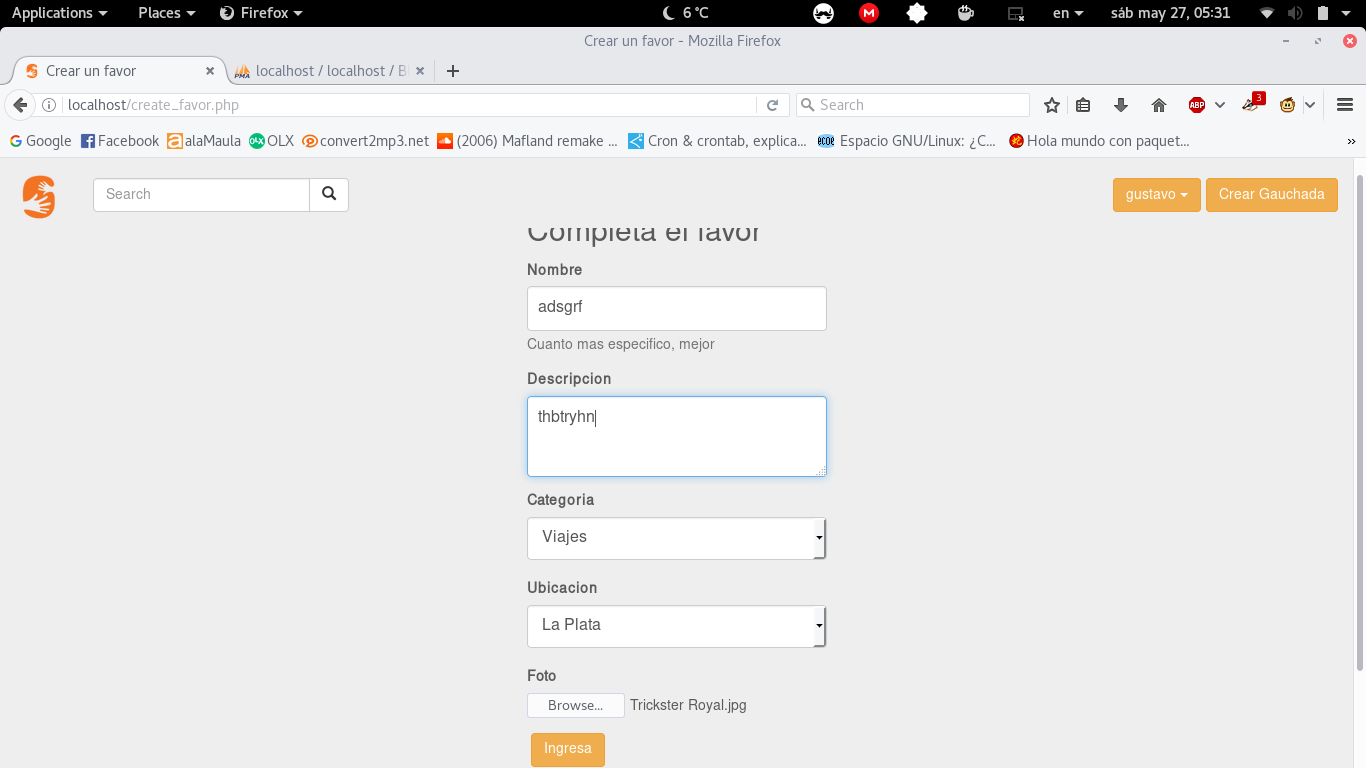 Applications Places Firefox 6 °C en sáb may 27, 05:31
Crear un favor - Mozilla Firefox
Crear un favor localhost / localhost / B
localhost/create_favor.php Search ABP 3
Google Facebook alaMaula OLX convert2mp3.net (2006) Mafland remake ... Cron & crontab, explica... Espacio GNU/Linux: ¿C... Hola mundo con paquet... »
Search gustavo Crear Gauchada
Completa el favor
Nombre
adsgrf
Cuanto mas especifico, mejor
Descripcion
thbtryhn
Categoria
Viajes
Ubicacion
La Plata
Foto
Browse... Trickster Royal.jpg
Ingresa